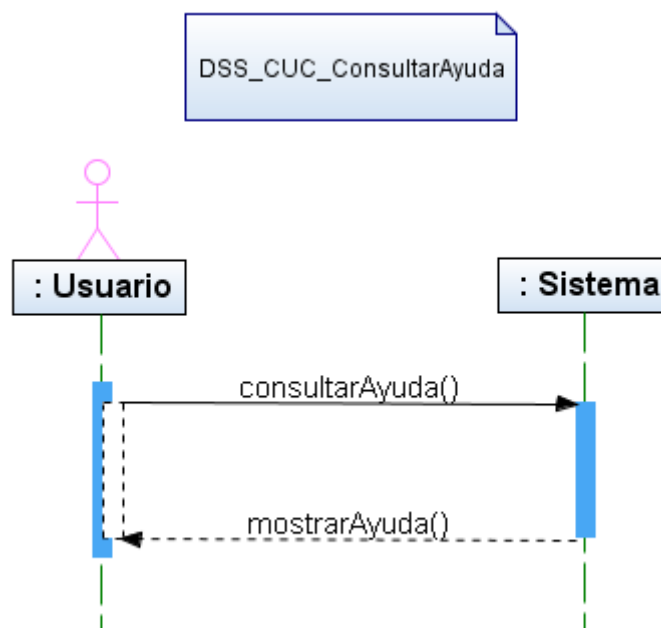 DSS_CUC_ConsultarAyuda
: Usuario
: Sistema
consultarAyuda()
mostrarAyuda()